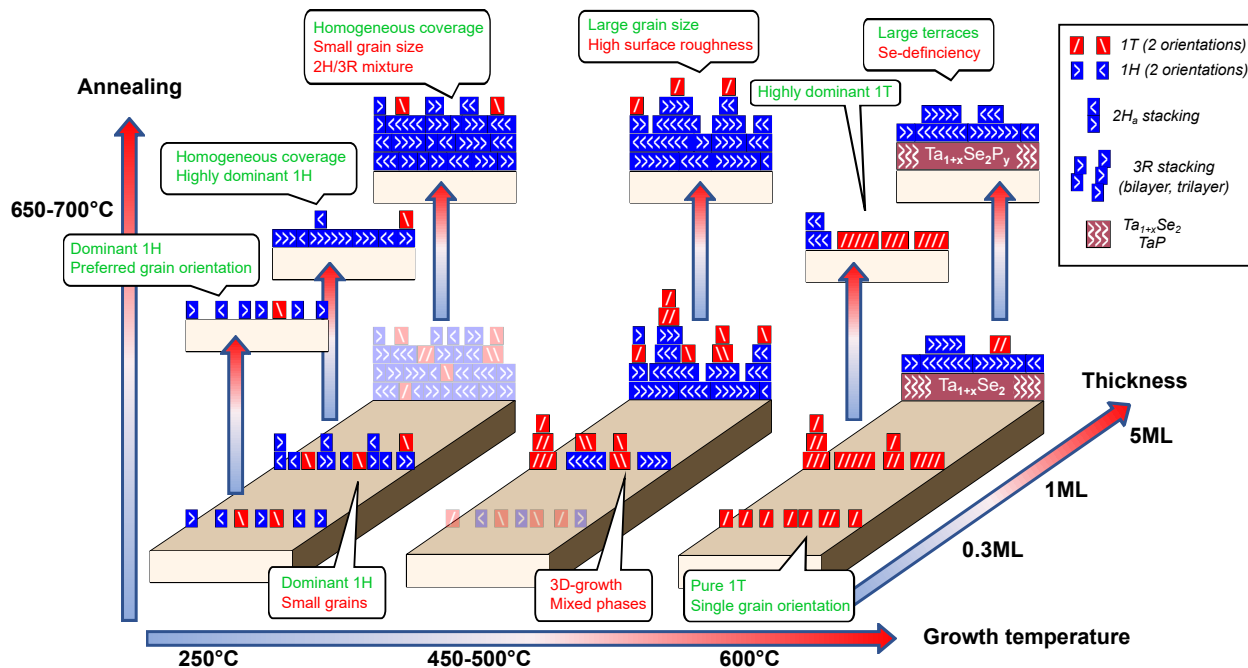 Homogeneous coverage
Small grain size
2H/3R mixture
Large grain size
High surface roughness
Large terraces
Se-definciency
1T (2 orientations)
1H (2 orientations)
2Hₐ stacking
3R stacking
(bilayer, trilayer)
Ta₁₊ₓSe₂
TaP
Annealing
650-700°C
Highly dominant 1T
Ta₁₊ₓSe₂Pᵧ
Homogeneous coverage
Highly dominant 1H
Dominant 1H
Preferred grain orientation
Ta₁₊ₓSe₂
Thickness
5ML
1ML
0.3ML
Dominant 1H
Small grains
3D-growth
Mixed phases
Pure 1T
Single grain orientation
Growth temperature
250°C
450-500°C
600°C